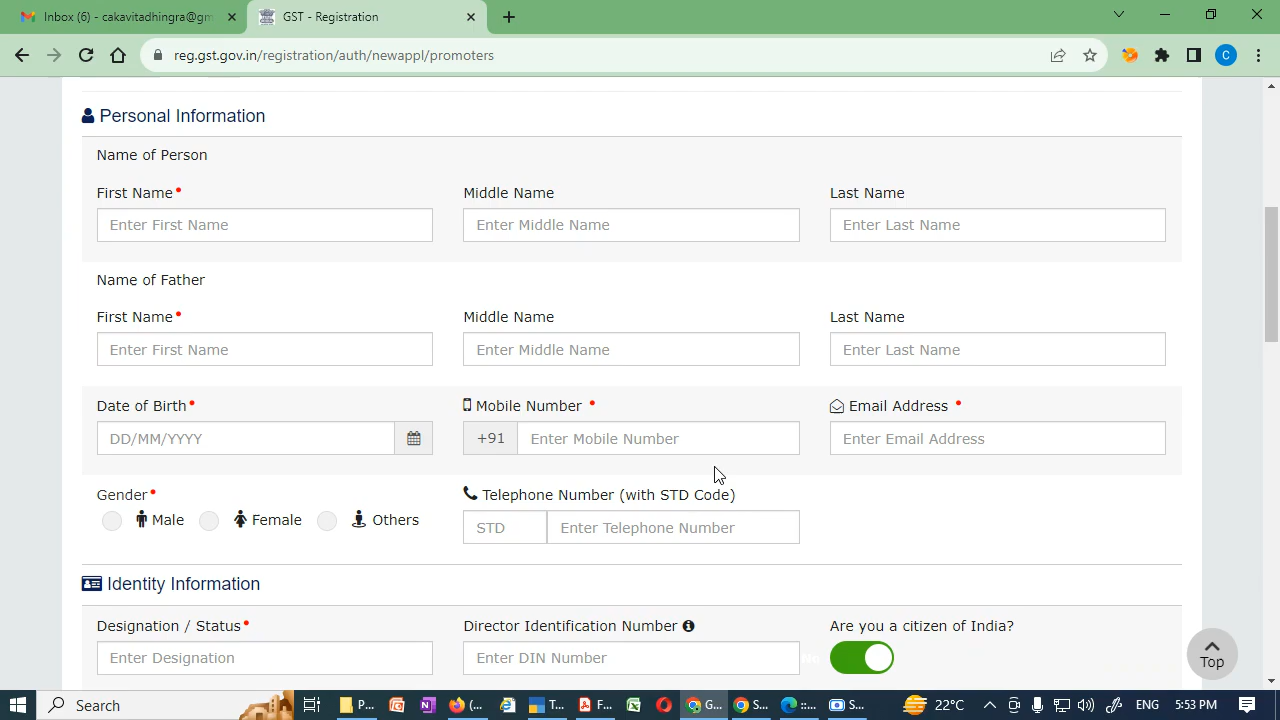 Inbox (6) - cakavitadhingra@gm
GST - Registration
reg.gst.gov.in/registration/auth/newappl/promoters
C
Personal Information
Name of Person
First Name• Middle Name Last Name
Enter First Name Enter Middle Name Enter Last Name
Name of Father
First Name• Middle Name Last Name
Enter First Name Enter Middle Name Enter Last Name
Date of Birth• Mobile Number • Email Address •
DD/MM/YYYY +91 Enter Mobile Number Enter Email Address
Gender• Telephone Number (with STD Code)
Male Female Others STD Enter Telephone Number
Identity Information
Designation / Status• Director Identification Number Are you a citizen of India?
Enter Designation Enter DIN Number No
Top
Search P... (... T... F... G... S... ::... S... 22°C ENG 5:53 PM